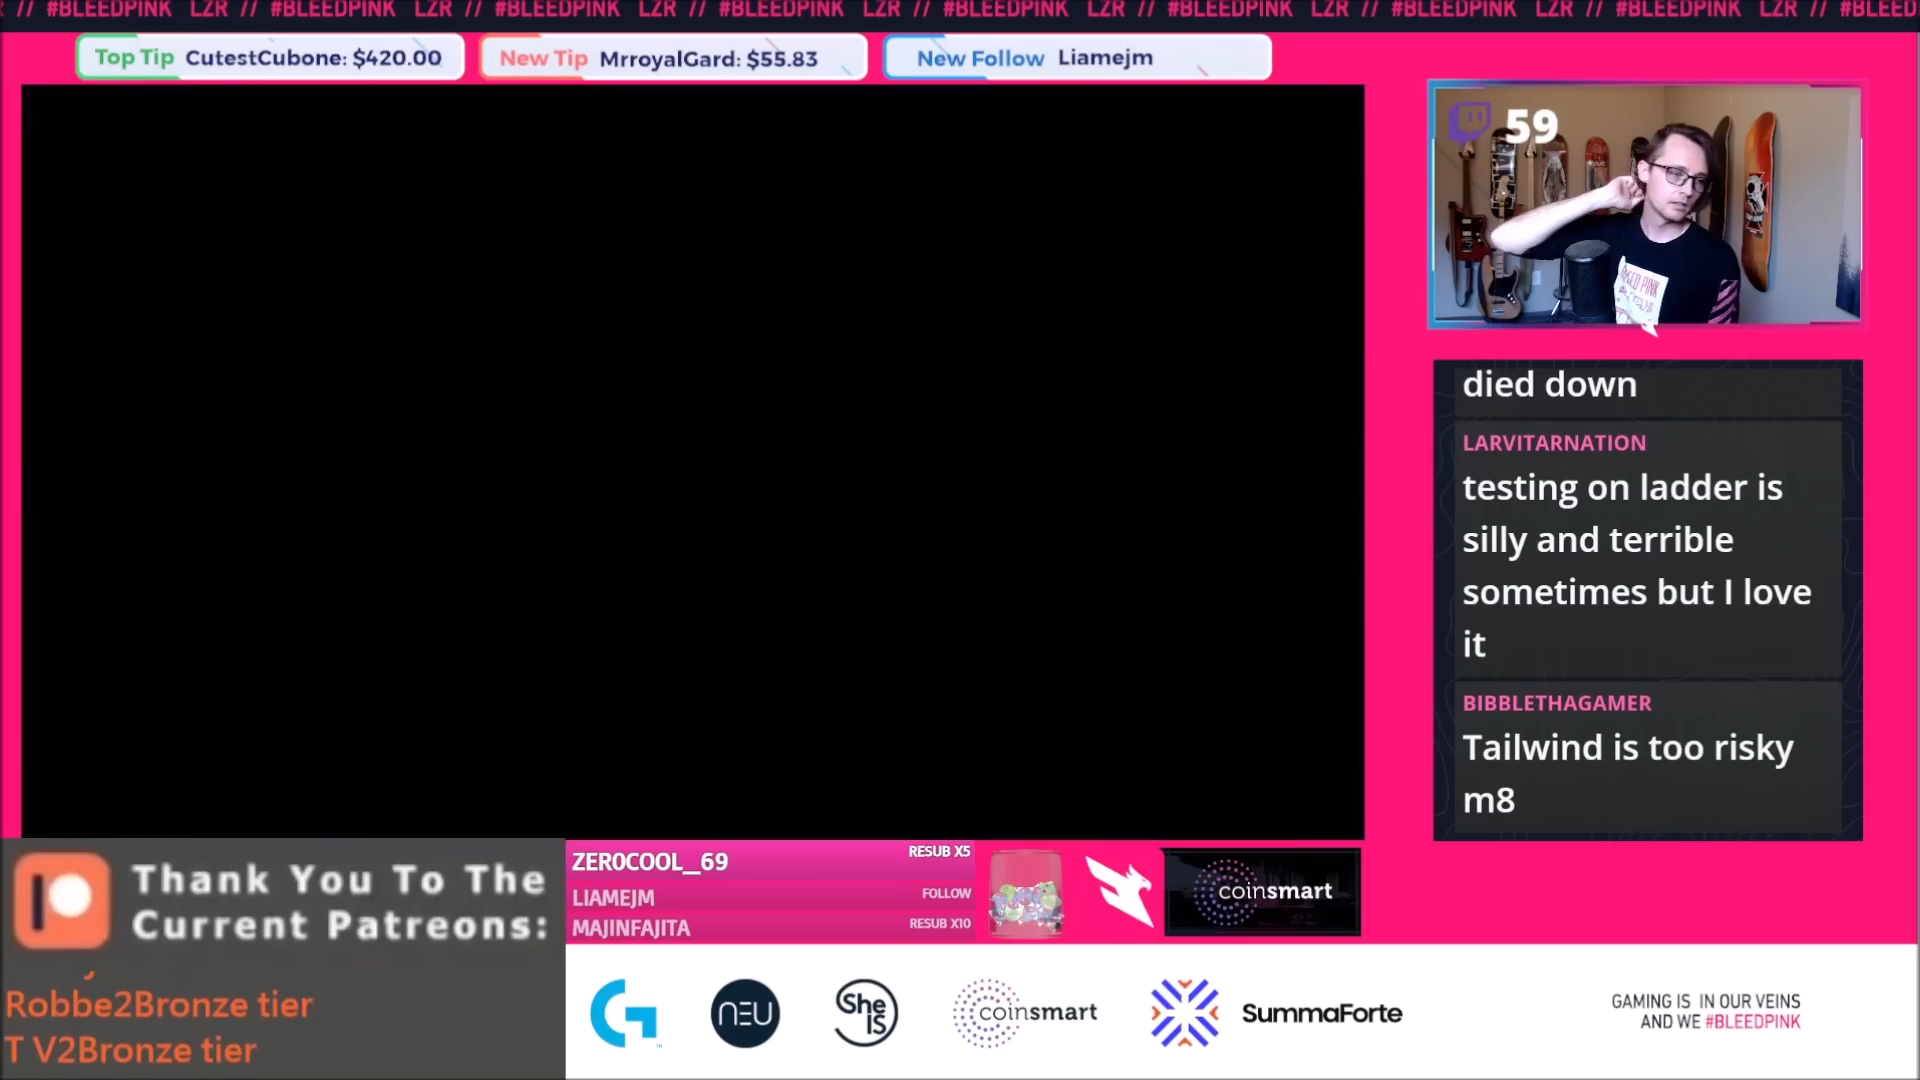 // #BLEEDPINK LZR // #BLEEDPINK LZR // #BLEEDPINK LZR // #BLEEDPINK LZR // #BLEEDPINK LZR // #BLEEDPINK LZR // #BLEEDPINK LZR // #BLEEDPINK LZR // #BLEED
Top Tip CutestCubone: $420.00
New Tip MrroyalGard: $55.83
New Follow Liamejm
59
BLEED PINK
died down
LARVITARNATION
testing on ladder is
silly and terrible
sometimes but I love
it
BIBBLETHAGAMER
Tailwind is too risky
m8
Thank You To The
Current Patreons:
Robbe2Bronze tier
T V2Bronze tier
ZER0COOL_69 RESUB X5
LIAMEJM FOLLOW
MAJINFAJITA RESUB X10
coinsmart
G
NEU
She
IS
coinsmart
SummaForte
GAMING IS IN OUR VEINS
AND WE #BLEEDPINK